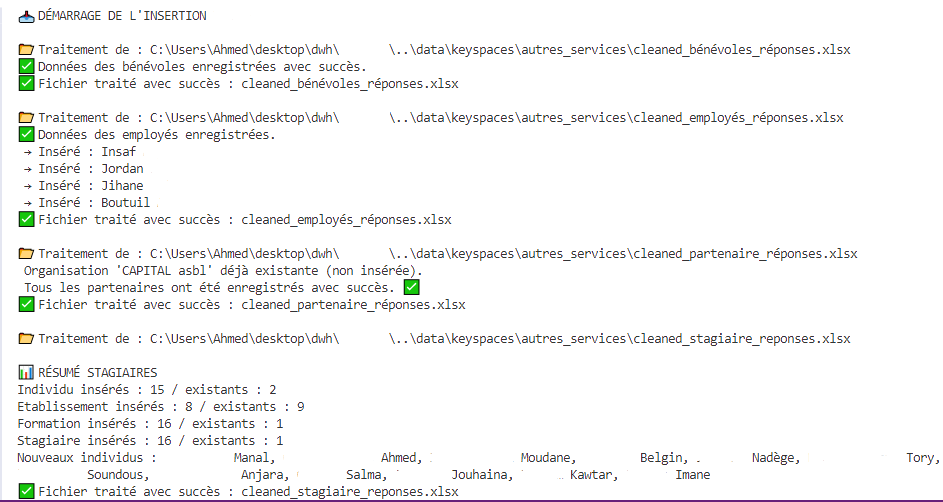 📥 DÉMARRAGE DE L'INSERTION
📂 Traitement de : C:\Users\Ahmed\desktop\dwh\ \..\data\keyspaces\autres_services\cleaned_bénévoles_réponses.xlsx
✅ Données des bénévoles enregistrées avec succès.
✅ Fichier traité avec succès : cleaned_bénévoles_réponses.xlsx
📂 Traitement de : C:\Users\Ahmed\desktop\dwh\ \..\data\keyspaces\autres_services\cleaned_employés_réponses.xlsx
✅ Données des employés enregistrées.
→ Inséré : Insaf
→ Inséré : Jordan
→ Inséré : Jihane
→ Inséré : Boutuil
✅ Fichier traité avec succès : cleaned_employés_réponses.xlsx
📂 Traitement de : C:\Users\Ahmed\desktop\dwh\ \..\data\keyspaces\autres_services\cleaned_partenaire_réponses.xlsx
Organisation 'CAPITAL asbl' déjà existante (non insérée).
Tous les partenaires ont été enregistrés avec succès. ✅
✅ Fichier traité avec succès : cleaned_partenaire_réponses.xlsx
📂 Traitement de : C:\Users\Ahmed\desktop\dwh\ \..\data\keyspaces\autres_services\cleaned_stagiaire_reponses.xlsx
📊 RÉSUMÉ STAGIAIRES
Individu insérés : 15 / existants : 2
Etablissement insérés : 8 / existants : 9
Formation insérés : 16 / existants : 1
Stagiaire insérés : 16 / existants : 1
Nouveaux individus : Manal, Ahmed, Moudane, Belgin, Nadège, Tory,
Soundous, Anjara, Salma, Jouhaina, Kawtar, Imane
✅ Fichier traité avec succès : cleaned_stagiaire_reponses.xlsx